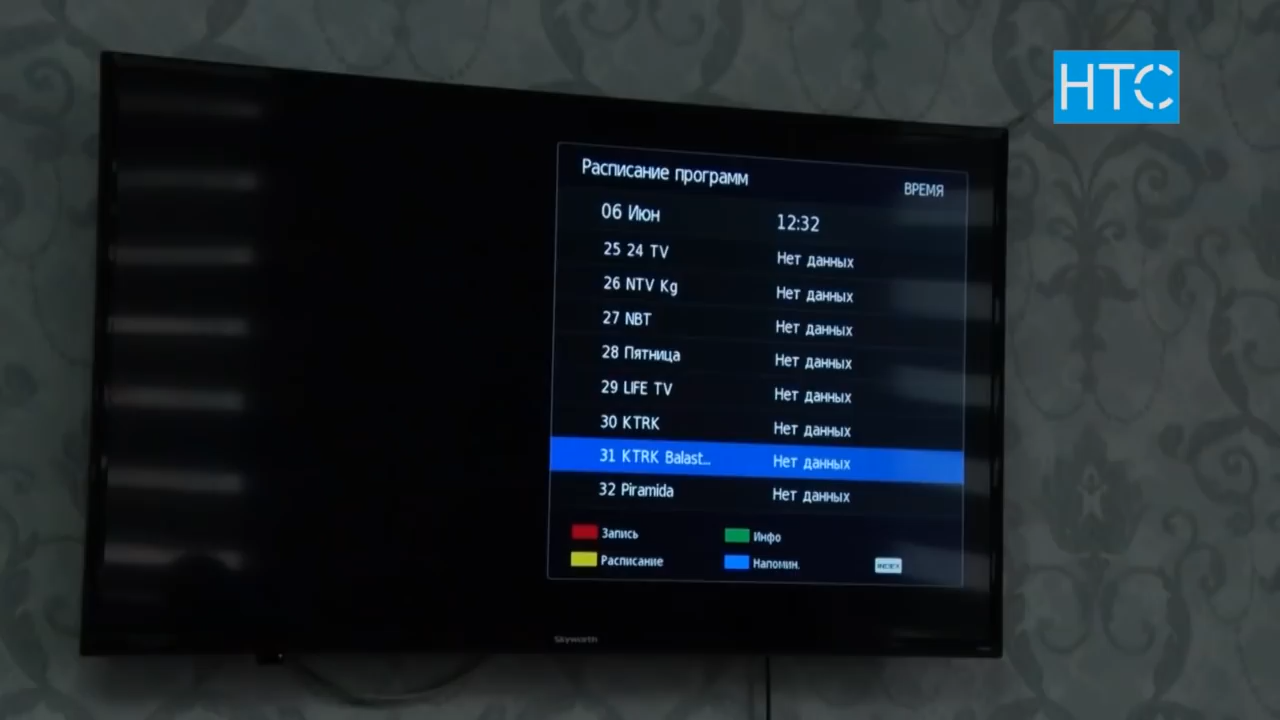 НТС
Расписание программ ВРЕМЯ
06 Июн 12:32
25 24 TV Нет данных
26 NTV Kg Нет данных
27 NBT Нет данных
28 Пятница Нет данных
29 LIFE TV Нет данных
30 KTRK Нет данных
31 KTRK Balast... Нет данных
32 Piramida Нет данных
Запись Инфо
Расписание Напомин. INDEX
Skyworth